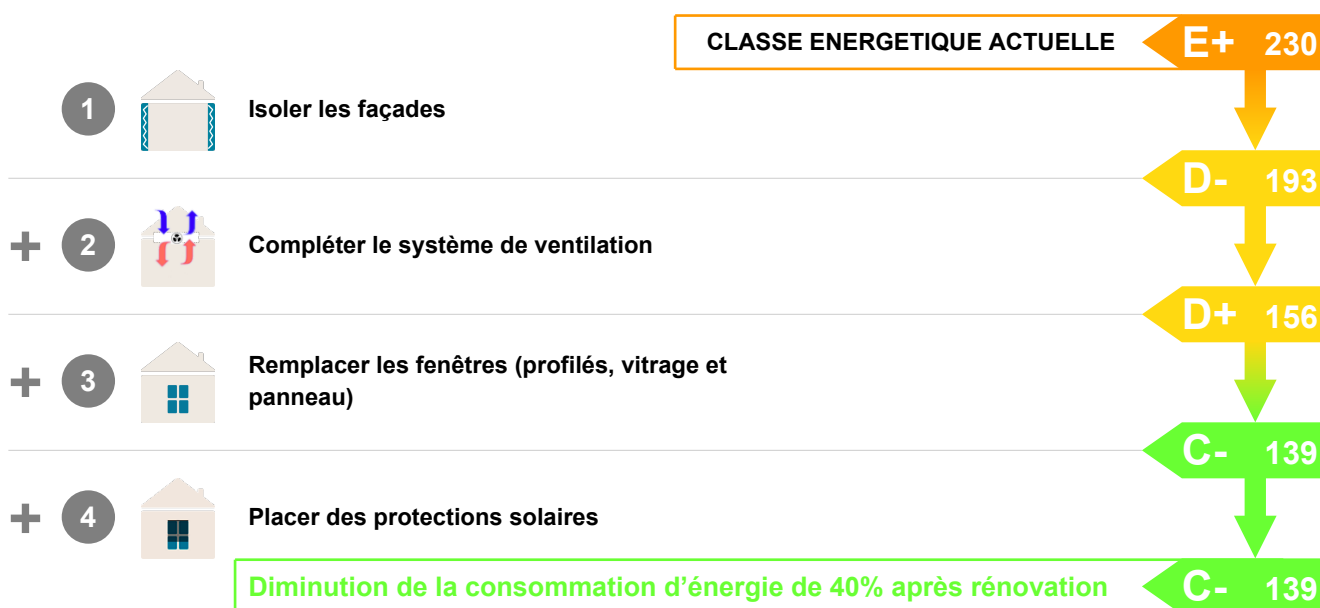 CLASSE ENERGETIQUE ACTUELLE E+ 230
1 Isoler les façades
D- 193
+ 2 Compléter le système de ventilation
D+ 156
+ 3 Remplacer les fenêtres (profilés, vitrage et
panneau)
C- 139
+ 4 Placer des protections solaires
Diminution de la consommation d’énergie de 40% après rénovation C- 139